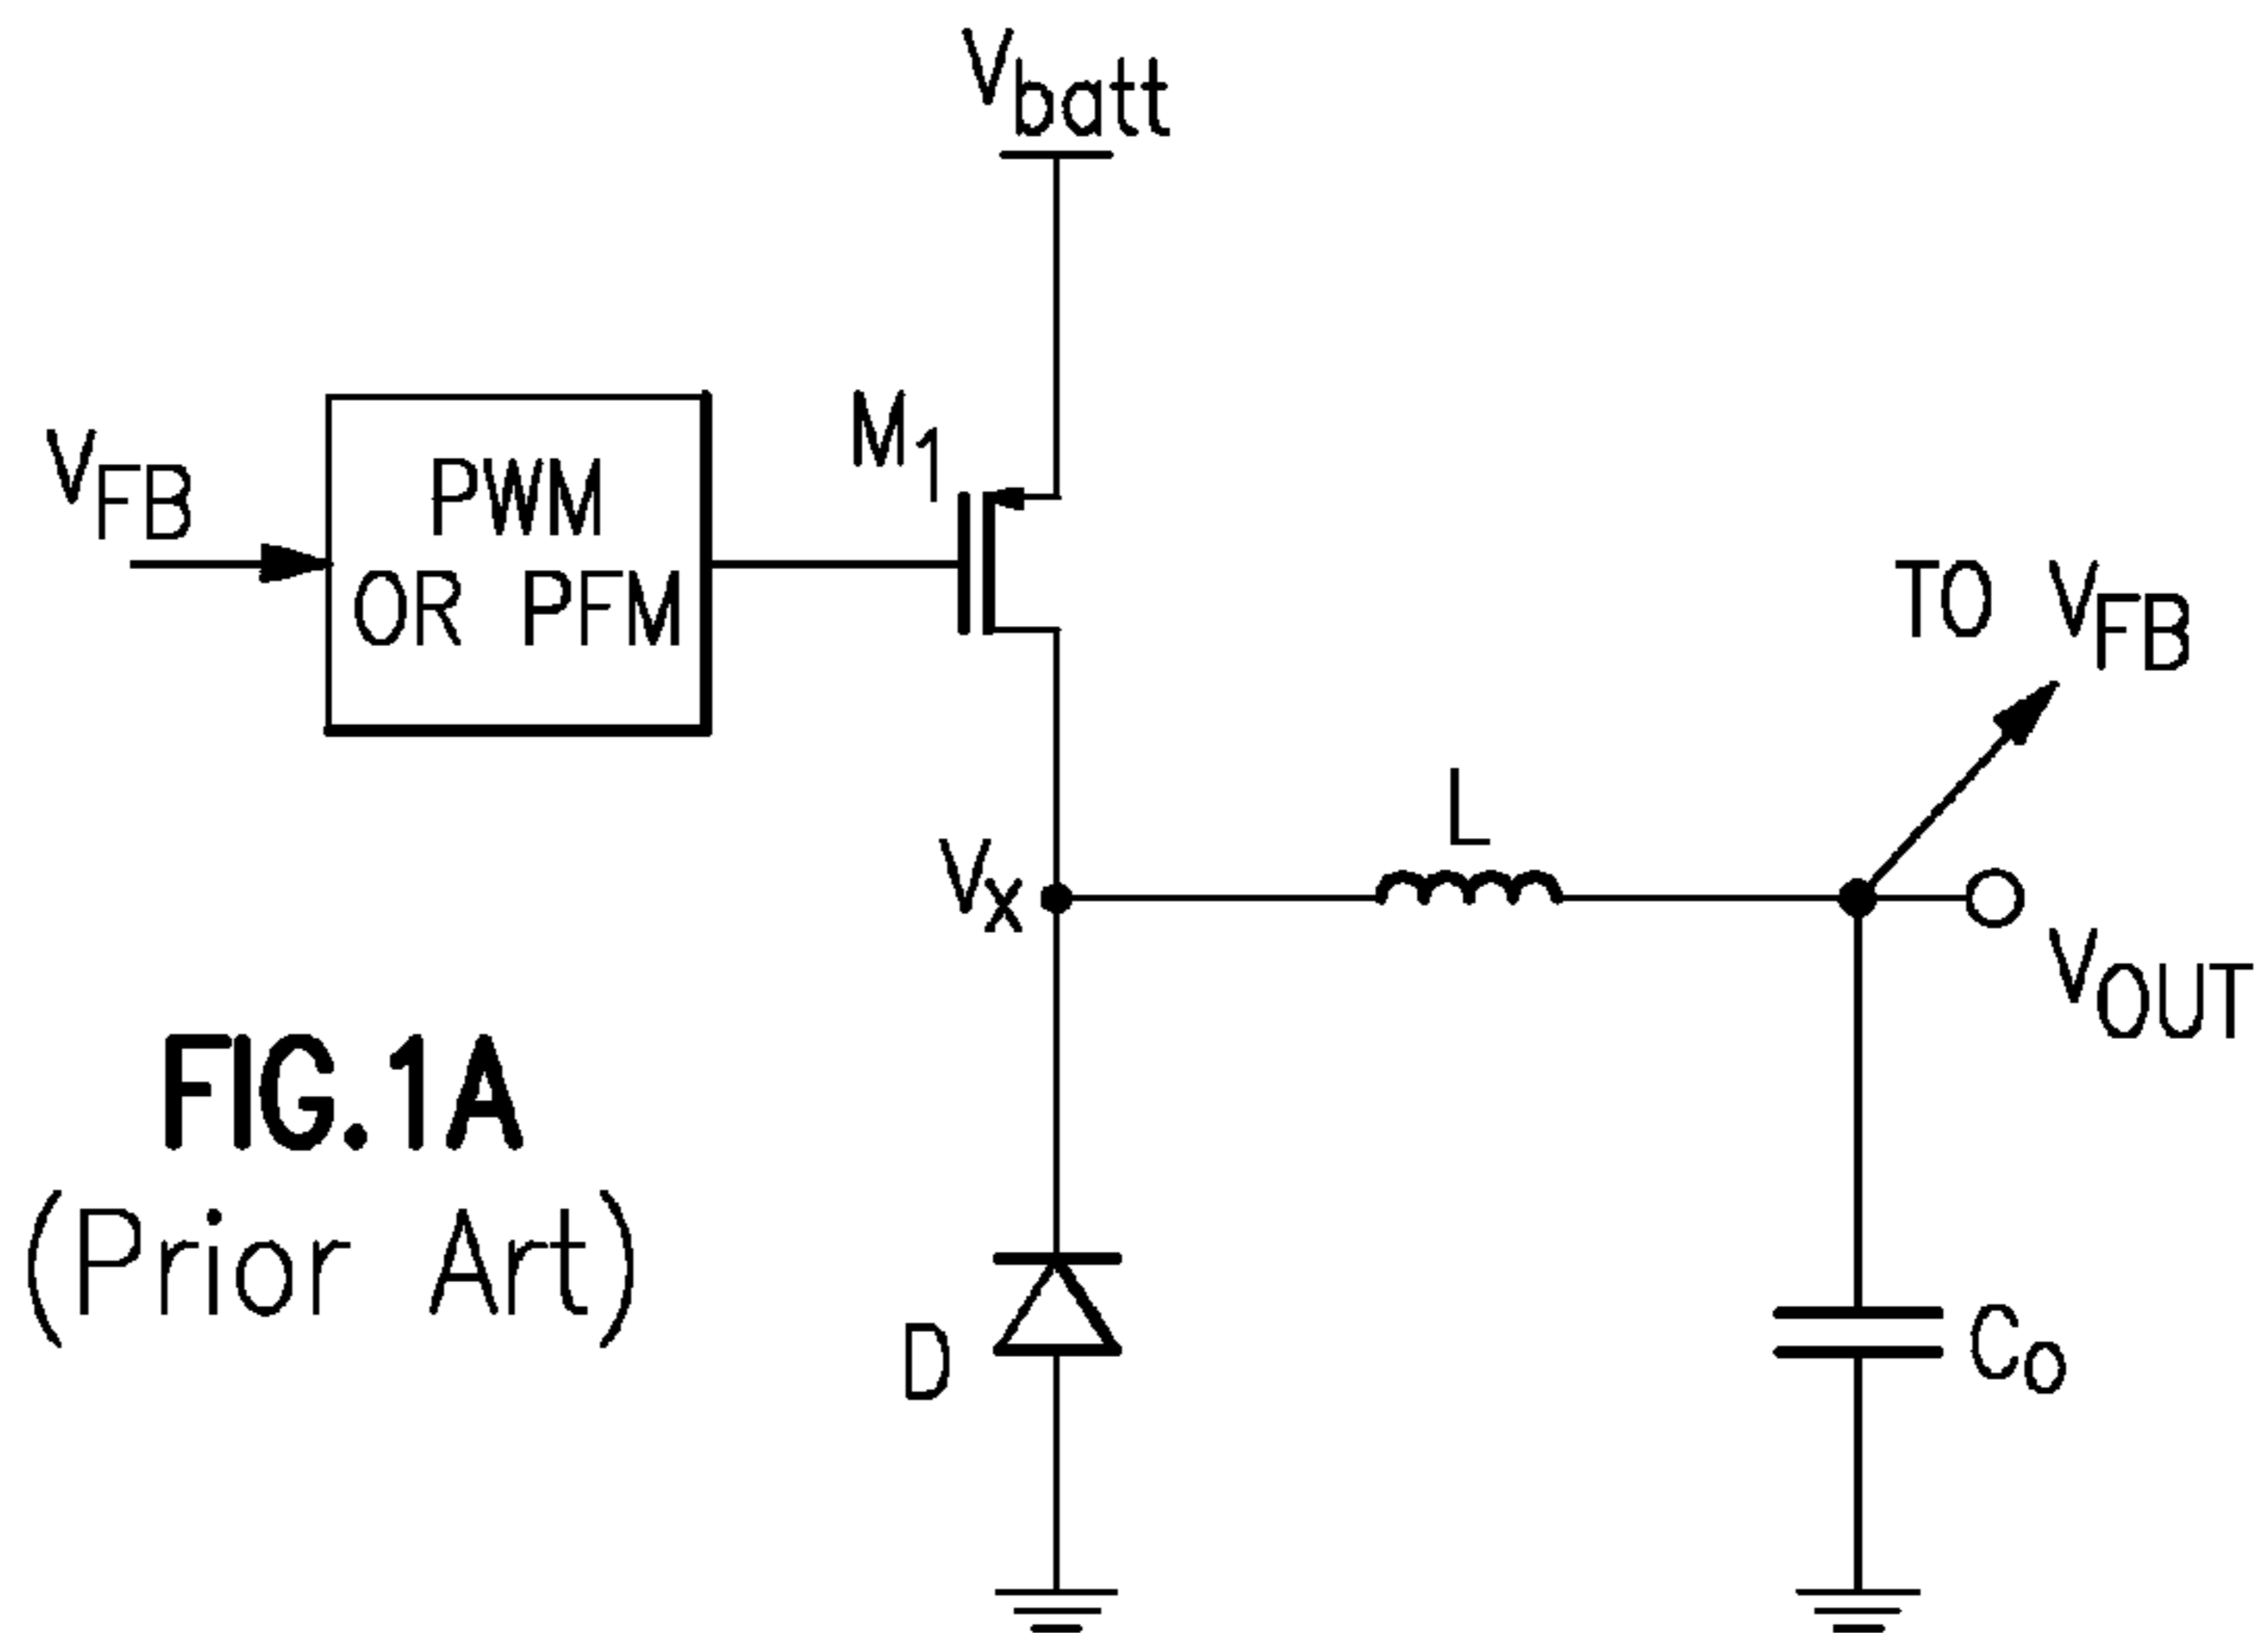 Vbatt
M1
VFB
PWM
OR PFM
TO VFB
L
Vx
VOUT
FIG.1A
(Prior Art)
D
Co